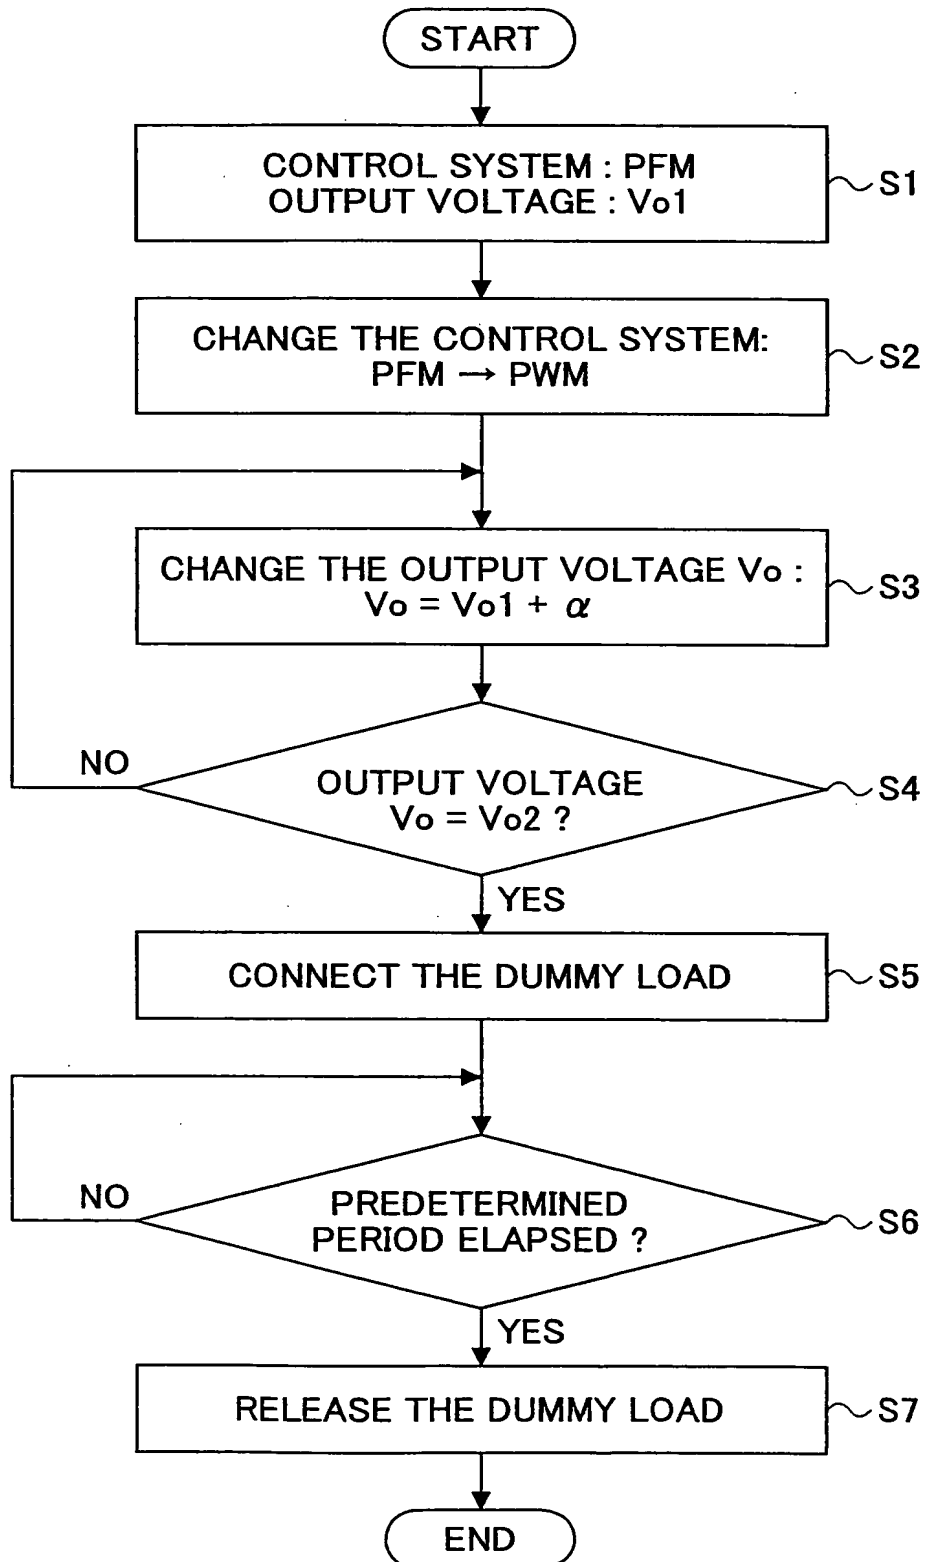 START
CONTROL SYSTEM : PFM
OUTPUT VOLTAGE : Vo1
S1
CHANGE THE CONTROL SYSTEM:
PFM → PWM
S2
CHANGE THE OUTPUT VOLTAGE Vo :
Vo = Vo1 + α
S3
NO
OUTPUT VOLTAGE
Vo = Vo2 ?
S4
YES
CONNECT THE DUMMY LOAD
S5
NO
PREDETERMINED
PERIOD ELAPSED ?
S6
YES
RELEASE THE DUMMY LOAD
S7
END